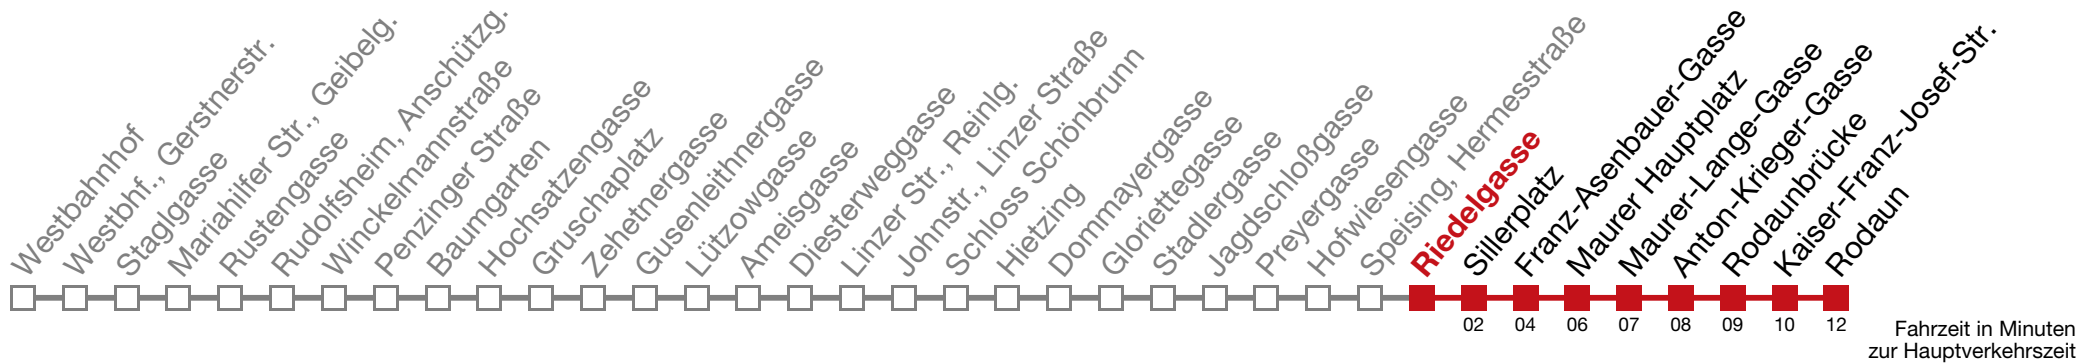 Westbahnhof
Westbhf., Gerstnerstr.
Staglgasse
Mariahilfer Str., Geibelg.
Rustengasse
Rudolfsheim, Anschützg.
Winckelmannstraße
Penzinger Straße
Baumgarten
Hochsatzengasse
Gruschaplatz
Zehetnergasse
Gusenleithnergasse
Lützowgasse
Ameisgasse
Diesterweggasse
Linzer Str., Reinlg.
Johnstr., Linzer Straße
Schloss Schönbrunn
Hietzing
Dommayergasse
Gloriettegasse
Stadlergasse
Jagdschloßgasse
Preyergasse
Hofwiesengasse
Speising, Hermesstraße
Riedelgasse
Sillerplatz
Franz-Asenbauer-Gasse
Maurer Hauptplatz
Maurer-Lange-Gasse
Anton-Krieger-Gasse
Rodaunbrücke
Kaiser-Franz-Josef-Str.
Rodaun
02 04 06 07 08 09 10 12
Fahrzeit in Minuten
zur Hauptverkehrszeit